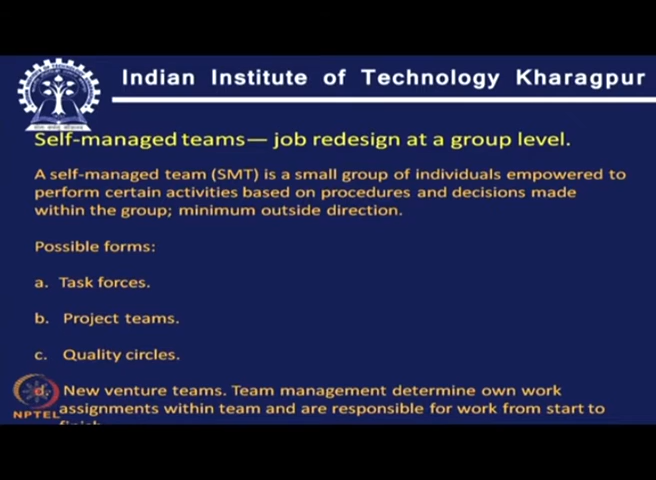 Indian Institute of Technology Kharagpur
Self-managed teams— job redesign at a group level.
A self-managed team (SMT) is a small group of individuals empowered to
perform certain activities based on procedures and decisions made
within the group; minimum outside direction.
Possible forms:
a. Task forces.
b. Project teams.
c. Quality circles.
d. New venture teams. Team management determine own work
assignments within team and are responsible for work from start to
finish
NPTEL